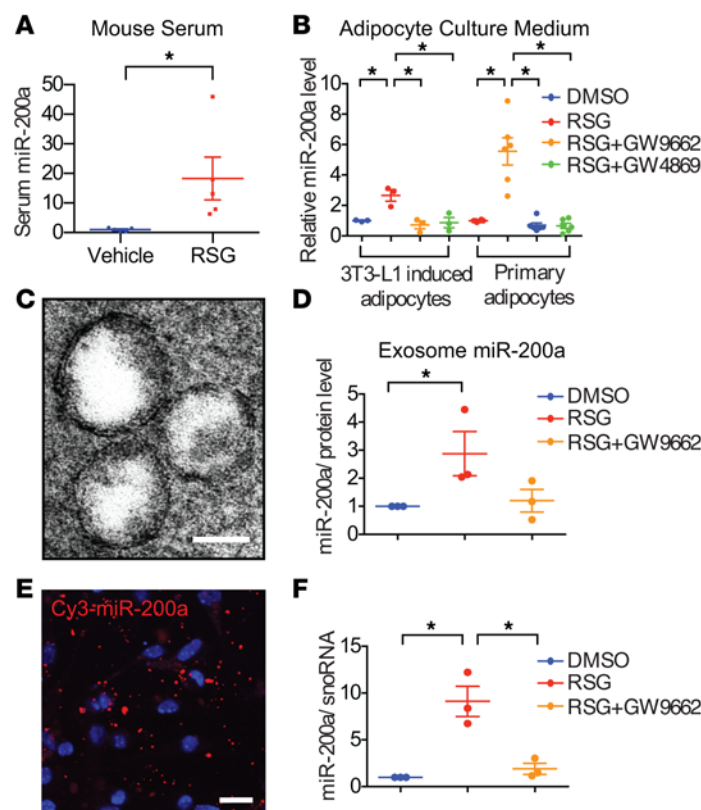 A
Mouse Serum
*
Serum miR-200a
50
40
30
20
10
0
Vehicle
RSG
B
Adipocyte Culture Medium
*
*
*
*
*
*
*
Relative miR-200a level
10
8
6
4
2
0
DMSO
RSG
RSG+GW9662
RSG+GW4869
3T3-L1 induced
adipocytes
Primary
adipocytes
C
D
Exosome miR-200a
*
miR-200a/ protein level
5
4
3
2
1
0
DMSO
RSG
RSG+GW9662
E
Cy3-miR-200a
F
*
*
miR-200a/ snoRNA
15
10
5
0
DMSO
RSG
RSG+GW9662